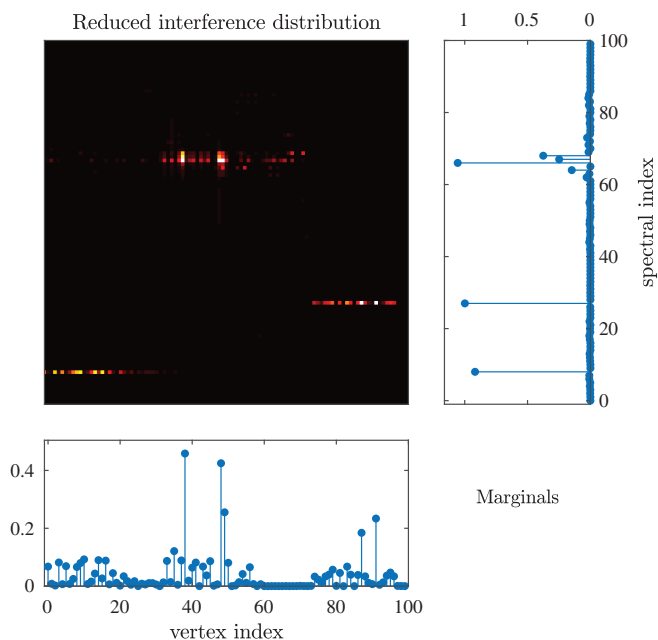 Reduced interference distribution
1 0.5 0
100
80
60
40
20
0
spectral index
0.4
0.2
0
0 20 40 60 80 100
vertex index
Marginals